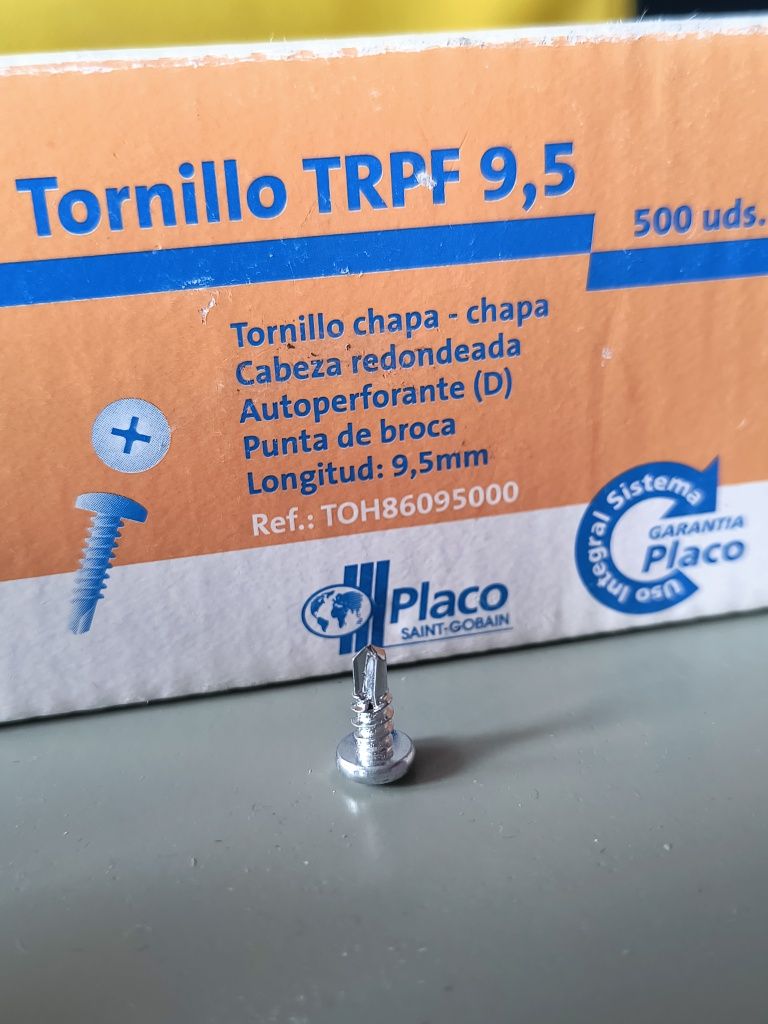 Tornillo TRPF 9,5
500 uds.
Tornillo chapa - chapa
Cabeza redondeada
Autoperforante (D)
Punta de broca
Longitud: 9,5mm
Ref.: TOH86095000
Placo
SAINT-GOBAIN
Uso Integral Sistema
GARANTIA
Placo